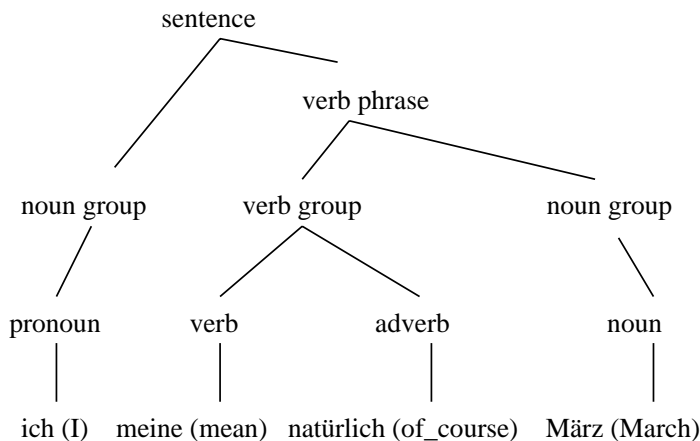 sentence
verb phrase
noun group verb group noun group
pronoun verb adverb noun
ich (I) meine (mean) natürlich (of_course) März (March)